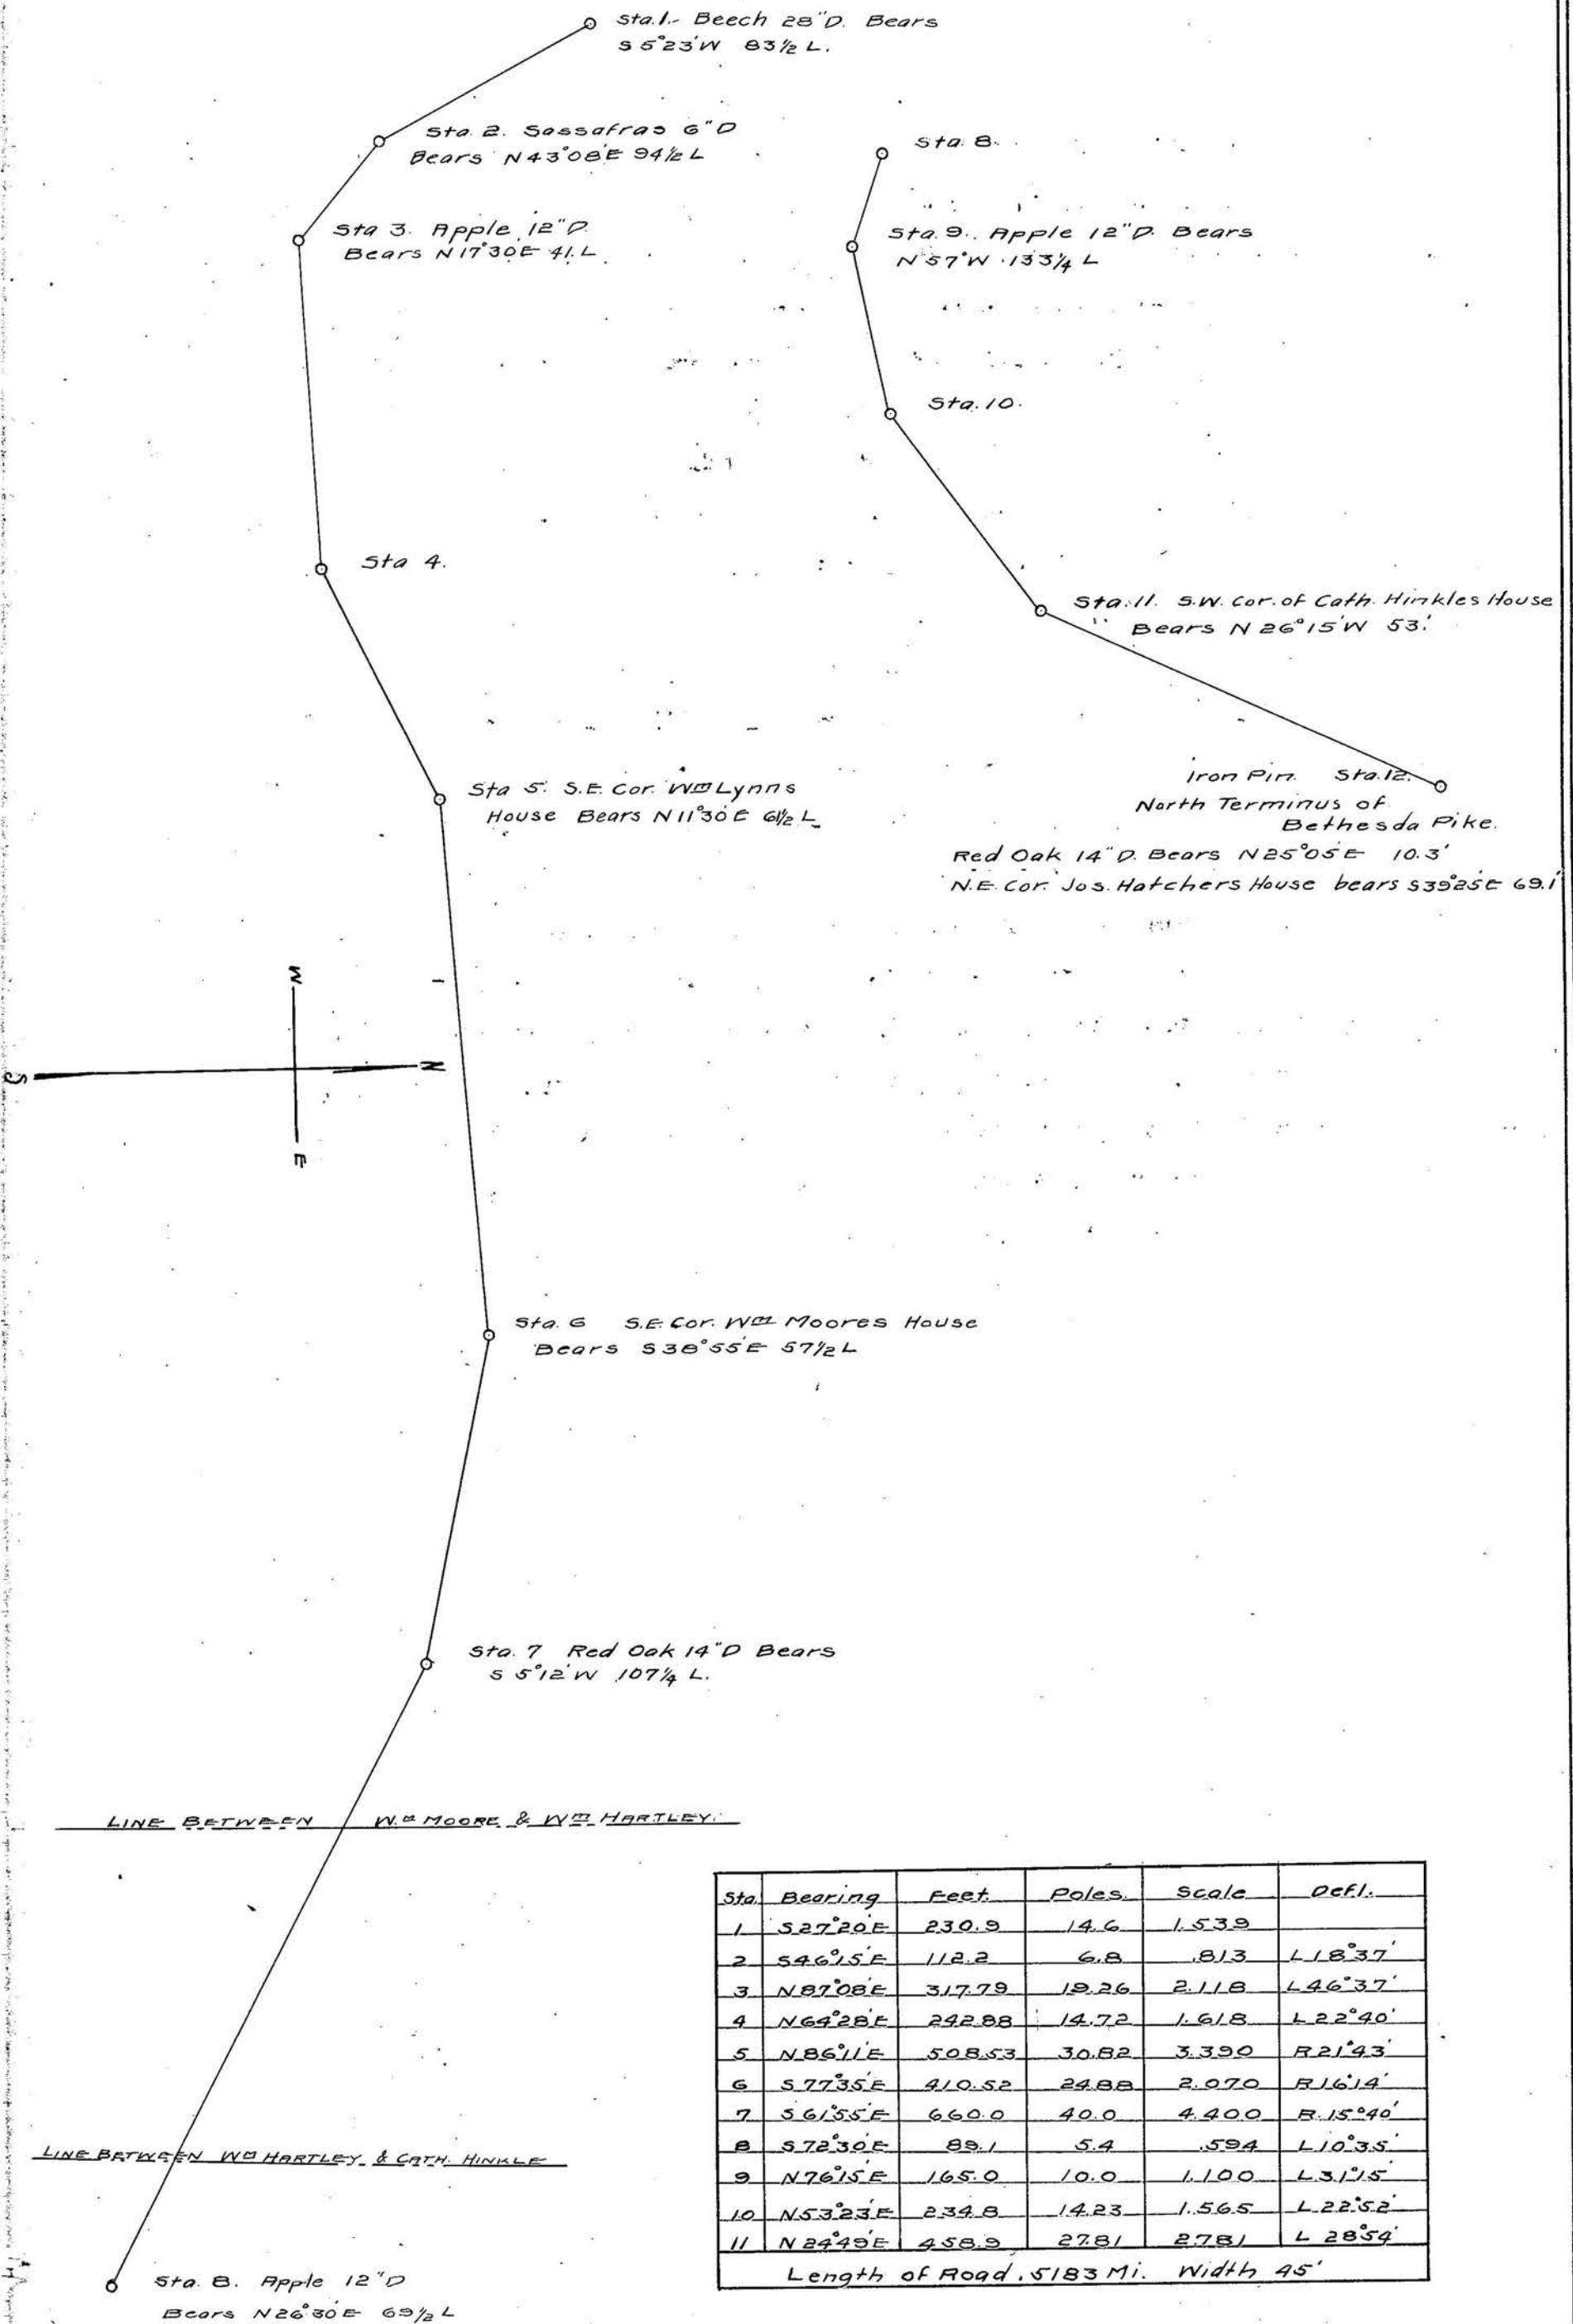 Sta. 1. Beech 28"D. Bears
S 5°23'W 83½ L.
Sta. 2. Sassafras 6"D
Bears N43°08'E 94½ L
Sta 3. Apple 12"D.
Bears N17°30'E 41. L.
Sta 4.
Sta 5. S.E. Cor. Wm Lynns
House Bears N11°30'E 61½ L
Sta. 6 S.E. Cor. Wm Moores House
Bears S38°55'E 57½ L
Sta. 7 Red Oak 14"D Bears
S 5°12'W 107¼ L.
LINE BETWEEN Wm MOORE & Wm HARTLEY.
LINE BETWEEN Wm HARTLEY & CATH. HINKLE
Sta. 8. Apple 12"D
Bears N26°30'E 69½ L
Sta. 8.
Sta. 9. Apple 12"D. Bears
N 57°W 133¼ L
Sta. 10.
Sta. 11. S.W. Cor. of Cath. Hinkles House
Bears N 26°15'W 53.'
Iron Pin. Sta. 12.
North Terminus of
Bethesda Pike.
Red Oak 14"D. Bears N25°05'E 10.3'
N.E. Cor. Jos. Hatchers House bears S39°25'E 69.1'
W
S N
E
Sta. Bearing Feet Poles. Scale Defl.
1 S27°20'E 230.9 14.6 1.539
2 S46°15'E 112.2 6.8 .813 L18°37'
3 N87°08'E 317.79 19.26 2.118 L46°37'
4 N64°28'E 242.88 14.72 1.618 L22°40'
5 N86°11'E 508.53 30.82 3.390 R21°43'
6 S77°35'E 410.52 24.88 2.070 R16°14'
7 S61°55'E 660.0 40.0 4.400 R.15°40'
8 S72°30'E 89.1 5.4 .594 L10°35'
9 N76°15'E 165.0 10.0 1.100 L31°15'
10 N53°23'E 234.8 14.23 1.565 L22°52'
11 N24°49'E 458.9 27.81 2.781 L 28°54'
Length of Road .5183 Mi. Width 45'